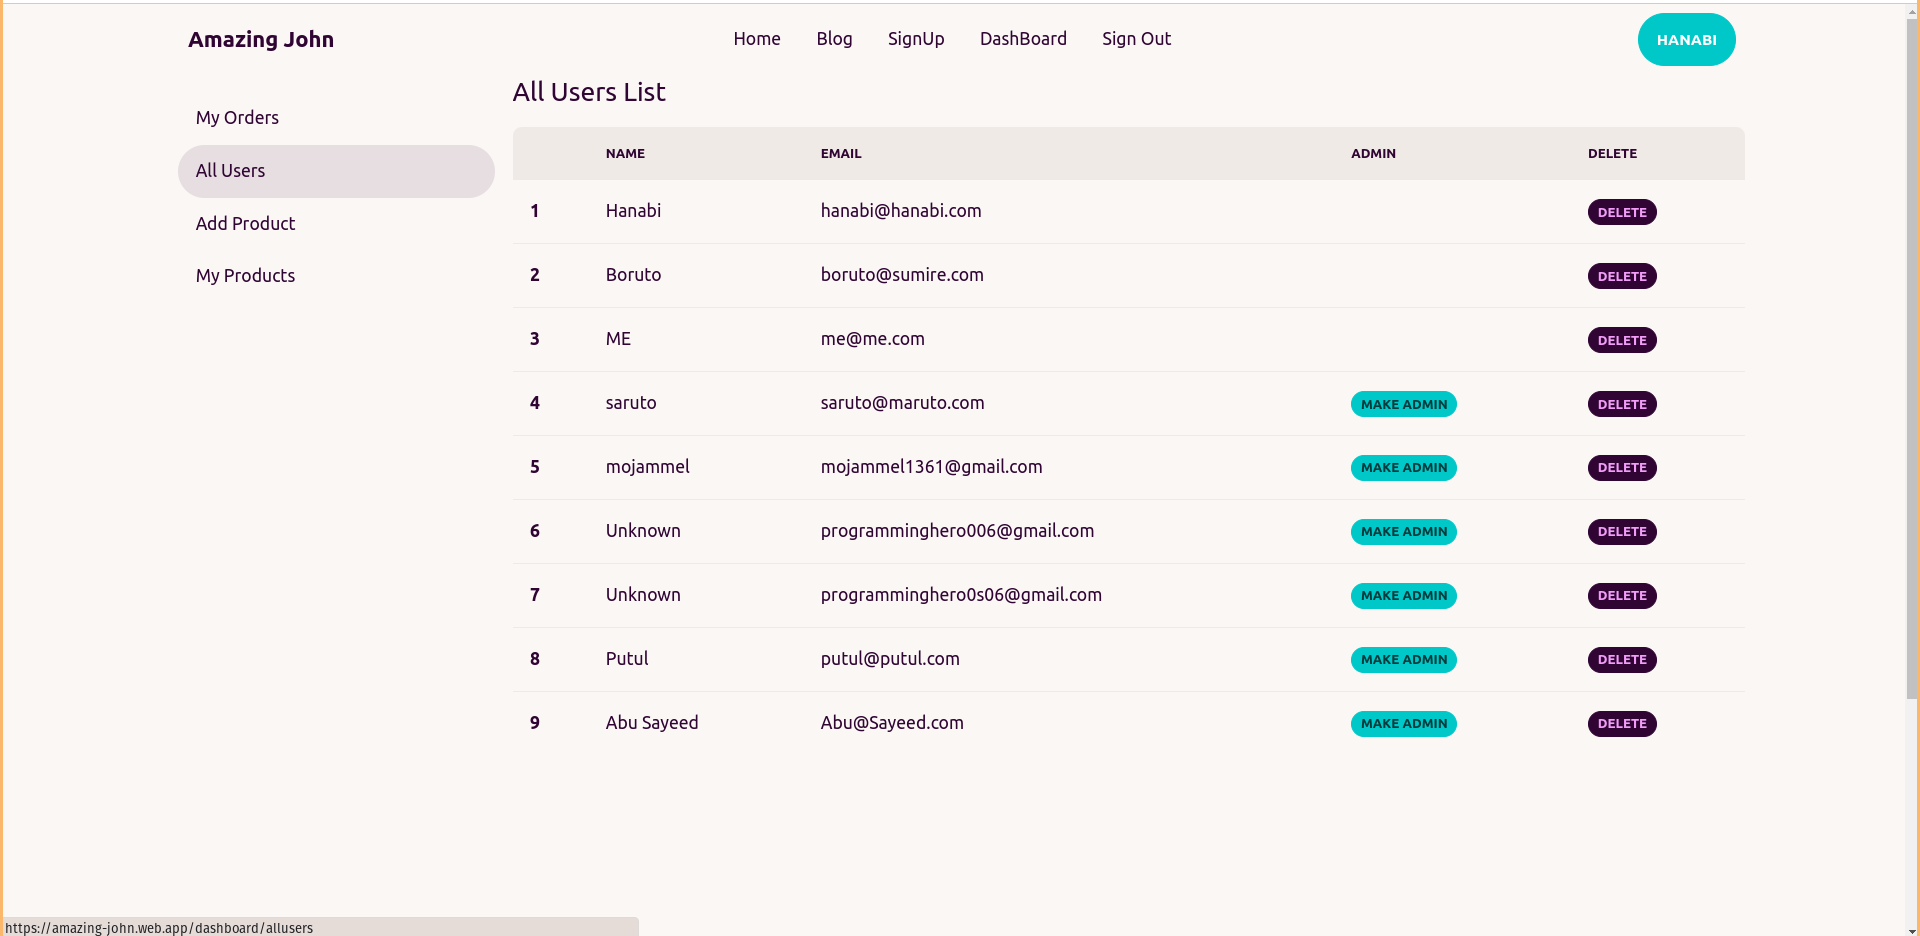 Amazing John Home Blog SignUp DashBoard Sign Out HANABI
My Orders
All Users
Add Product
My Products
All Users List
NAME EMAIL ADMIN DELETE
1 Hanabi hanabi@hanabi.com DELETE
2 Boruto boruto@sumire.com DELETE
3 ME me@me.com DELETE
4 saruto saruto@maruto.com MAKE ADMIN DELETE
5 mojammel mojammel1361@gmail.com MAKE ADMIN DELETE
6 Unknown programminghero006@gmail.com MAKE ADMIN DELETE
7 Unknown programminghero0s06@gmail.com MAKE ADMIN DELETE
8 Putul putul@putul.com MAKE ADMIN DELETE
9 Abu Sayeed Abu@Sayeed.com MAKE ADMIN DELETE
https://amazing-john.web.app/dashboard/allusers